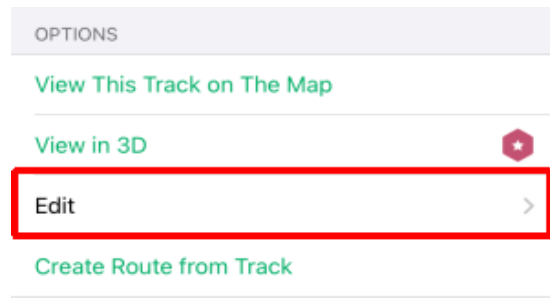 OPTIONS
View This Track on The Map
View in 3D
Edit
Create Route from Track